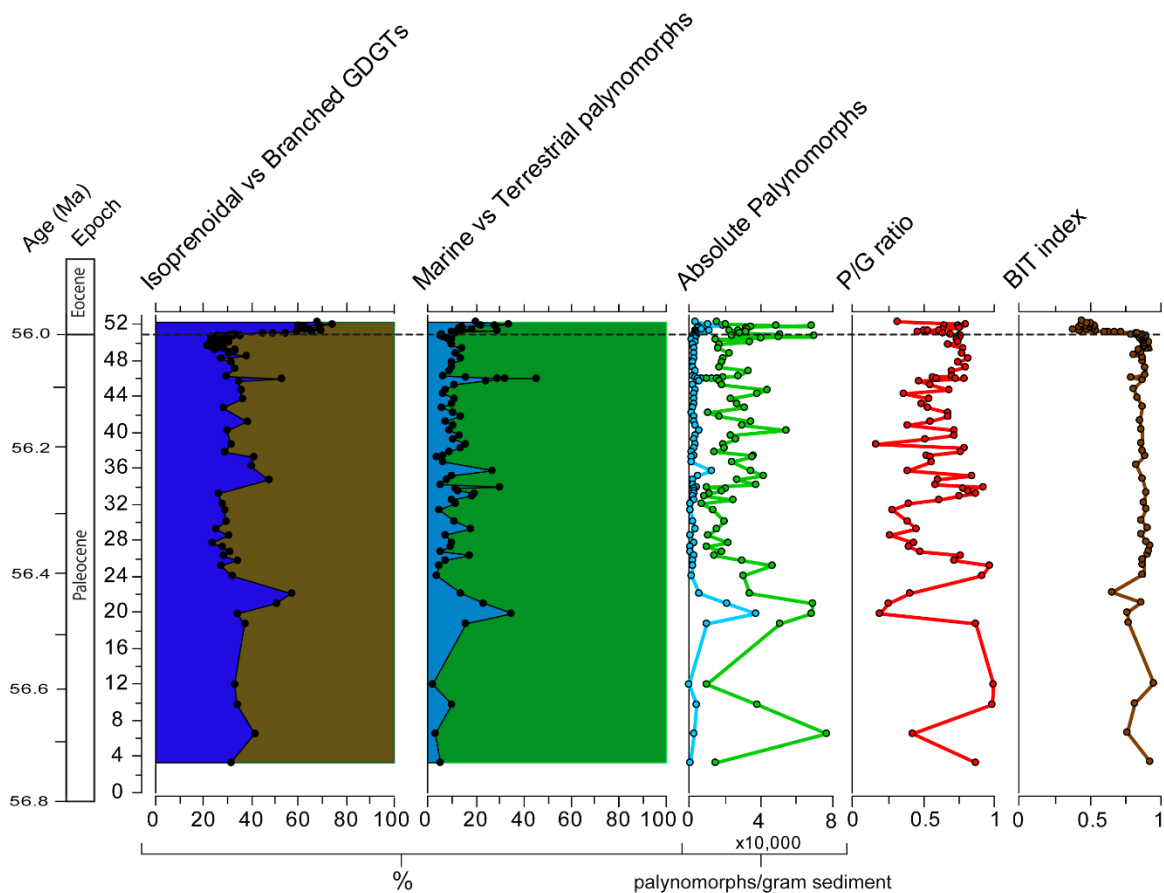 Age (Ma)
Epoch
Isoprenoidal vs Branched GDGTs
Marine vs Terrestrial palynomorphs
Absolute Palynomorphs
P/G ratio
BIT index
Eocene
Paleocene
56.0
56.2
56.4
56.6
56.8
52
48
44
40
36
32
28
24
20
16
12
8
4
0
0 20 40 60 80 100
0 20 40 60 80 100
0 4 8
0 0.5 1
0 0.5 1
x10,000
%
palynomorphs/gram sediment